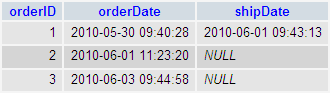 orderID orderDate shipDate
1 2010-05-30 09:40:28 2010-06-01 09:43:13
2 2010-06-01 11:23:20 NULL
3 2010-06-03 09:44:58 NULL